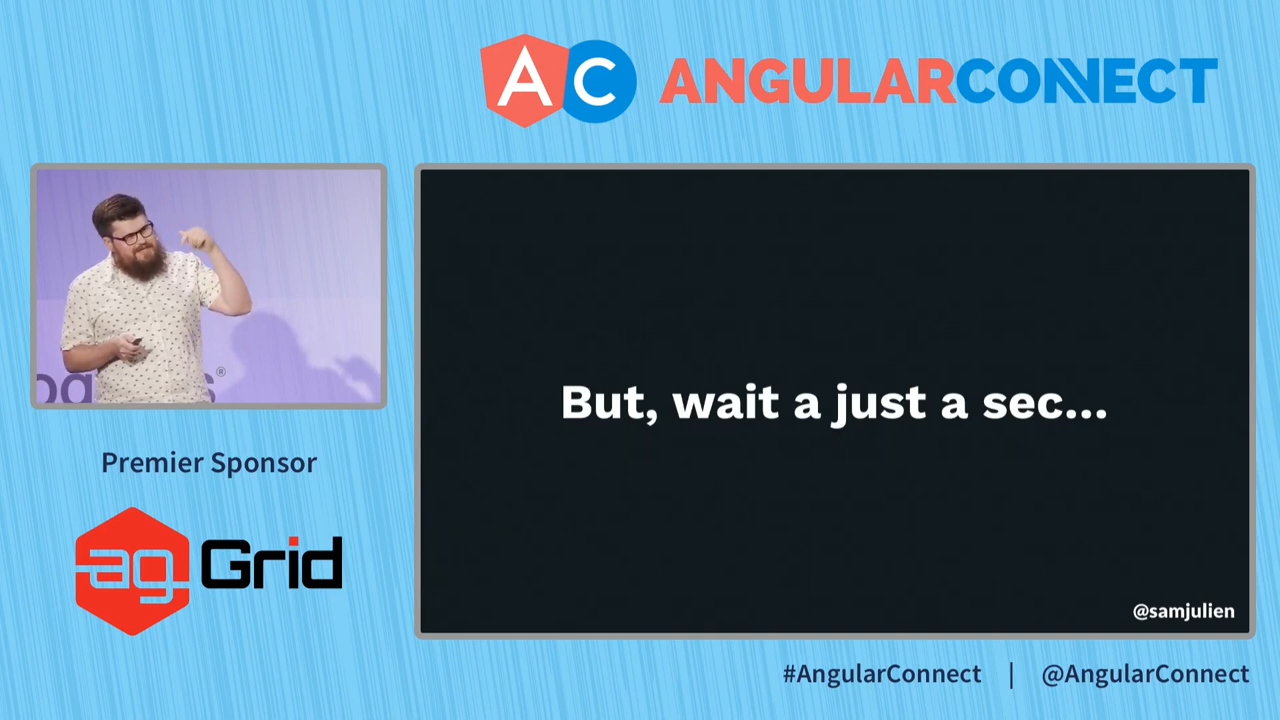 AC ANGULARCONNECT
But, wait a just a sec...
@samjulien
Premier Sponsor
ag Grid
#AngularConnect | @AngularConnect